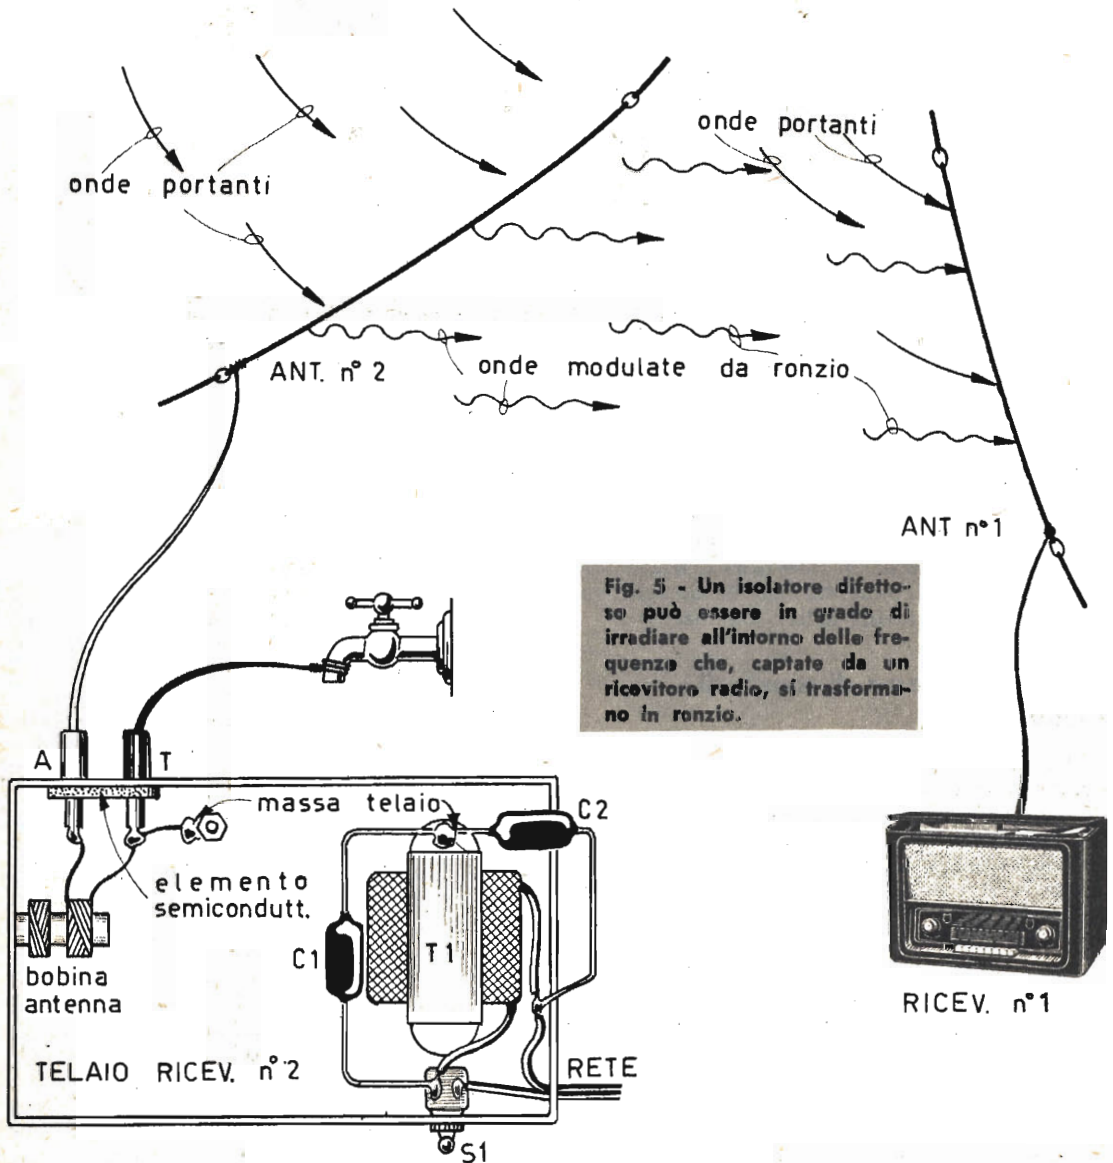 onde portanti
onde portanti
ANT. n° 2
onde modulate da ronzio
ANT n° 1
Fig. 5 - Un isolatore difetto-
so può essere in grado di
irradiare all'intorno delle fre-
quenze che, captate da un
ricevitore radio, si trasforma-
no in ronzio.
A
T
massa telaio
C2
elemento
semicondutt.
C1
T1
bobina
antenna
RICEV. n° 1
TELAIO RICEV. n° 2
RETE
S1